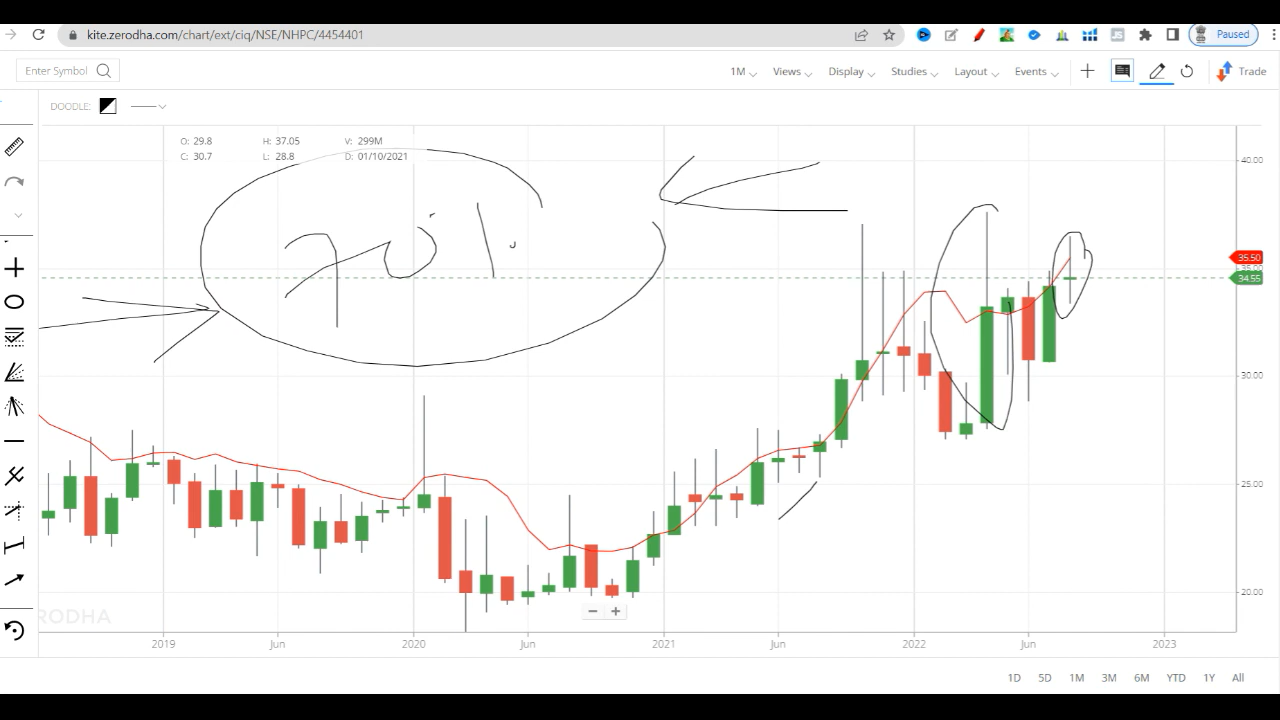 kite.zerodha.com/chart/ext/ciq/NSE/NHPC/4454401
Paused
Enter Symbol
1M Views Display Studies Layout Events Trade
DOODLE:
O: 29.8 H: 37.05 V: 299M
C: 30.7 L: 28.8 D: 01/10/2021
40.00
35.50
34.55
30.00
25.00
20.00
RODHA
2019 Jun 2020 Jun 2021 Jun 2022 Jun 2023
1D 5D 1M 3M 6M YTD 1Y All